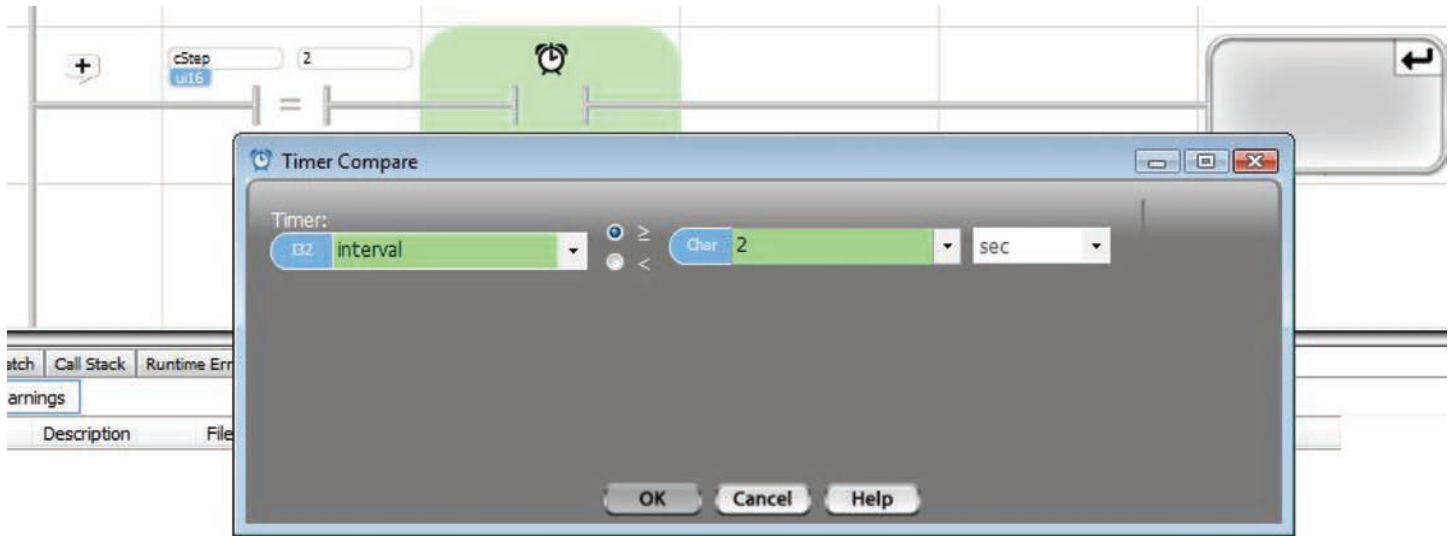 cStep 2
ui16
=
Timer Compare
Timer:
I32 interval ≥ Char 2 sec
<
atch Call Stack Runtime Err
arnings
Description File
OK Cancel Help